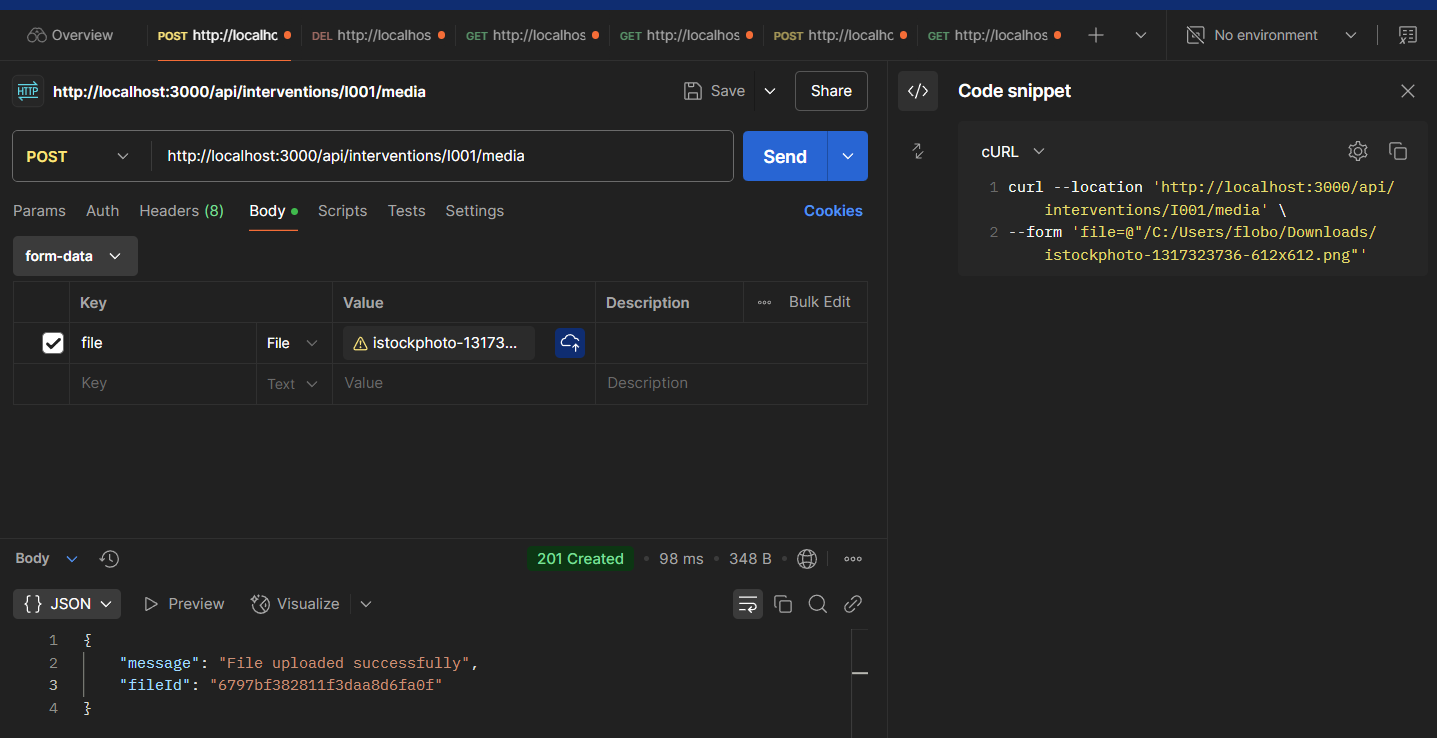 Overview
POST http://localhc
DEL http://localhos
GET http://localhos
GET http://localhos
POST http://localhc
GET http://localhos
No environment
HTTP http://localhost:3000/api/interventions/I001/media
Save
Share
POST
http://localhost:3000/api/interventions/I001/media
Send
Params Auth Headers (8) Body Scripts Tests Settings
Cookies
form-data
Key Value Description Bulk Edit
file File istockphoto-13173...
Key Text Value Description
Body
201 Created 98 ms 348 B
{} JSON Preview Visualize
1 {
2 "message": "File uploaded successfully",
3 "fileId": "6797bf382811f3daa8d6fa0f"
4 }
</> Code snippet
cURL
1 curl --location 'http://localhost:3000/api/
interventions/I001/media' \
2 --form 'file=@"/C:/Users/flobo/Downloads/
istockphoto-1317323736-612x612.png"'